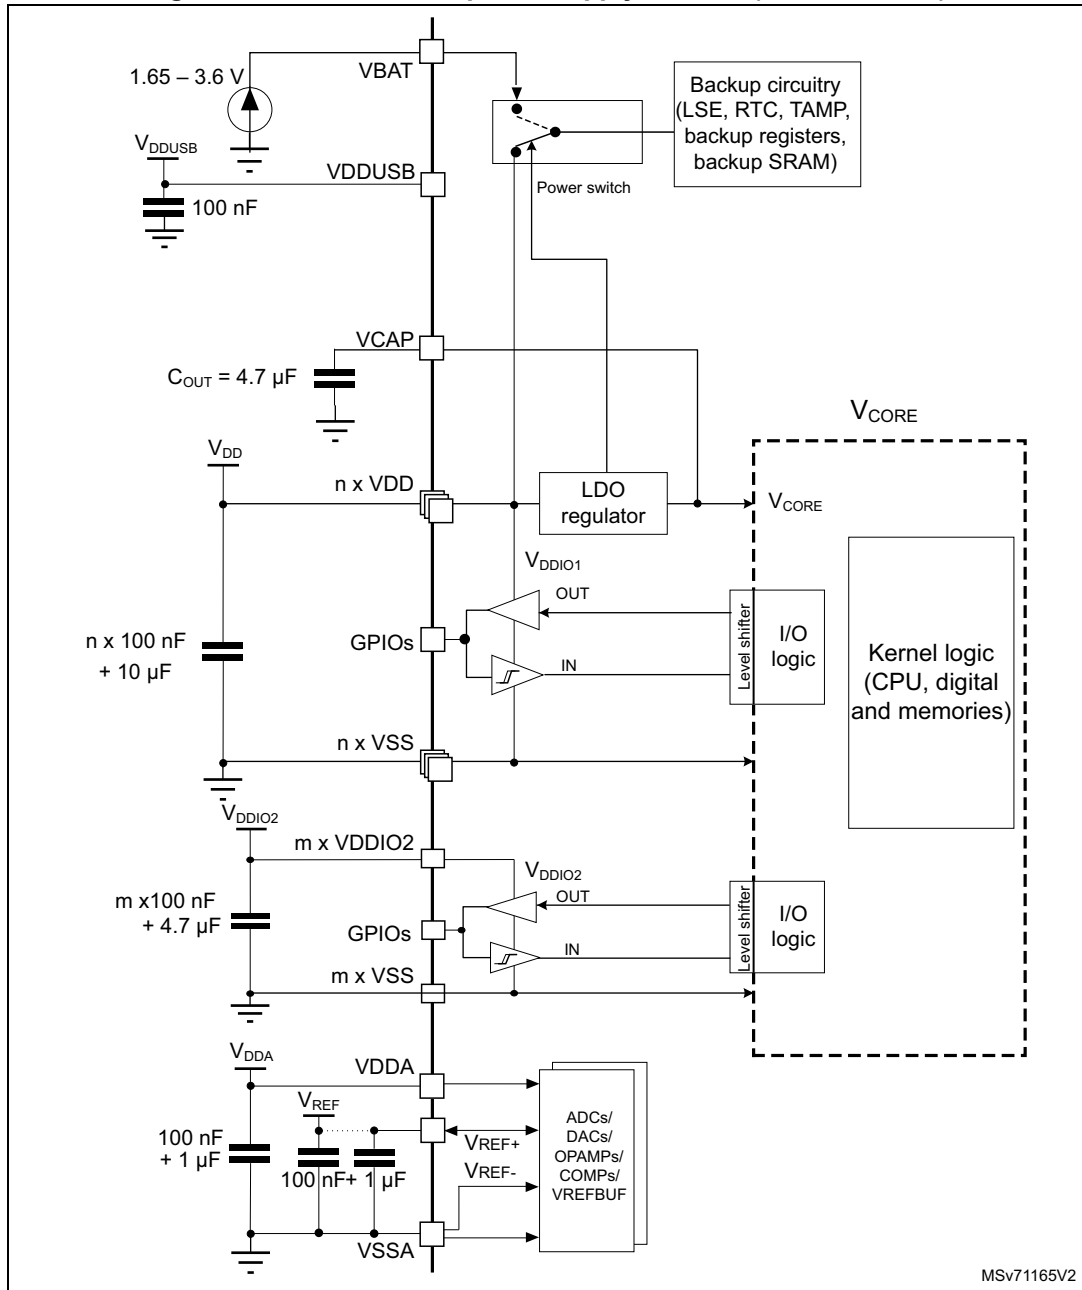 VBAT
1.65 – 3.6 V
Backup circuitry
(LSE, RTC, TAMP,
backup registers,
backup SRAM)
VDDUSB
VDDUSB
100 nF
Power switch
VCAP
COUT = 4.7 µF
VCORE
VDD
n x VDD
LDO
regulator
VCORE
VDDIO1
OUT
GPIOs
IN
Level shifter
I/O
logic
Kernel logic
(CPU, digital
and memories)
n x 100 nF
+ 10 µF
n x VSS
VDDIO2
m x VDDIO2
VDDIO2
OUT
m x100 nF
+ 4.7 µF
GPIOs
IN
Level shifter
I/O
logic
m x VSS
VDDA
VDDA
VREF
100 nF
+ 1 µF
100 nF+ 1 µF
VREF+
VREF-
ADCs/
DACs/
OPAMPs/
COMPs/
VREFBUF
VSSA
MSv71165V2